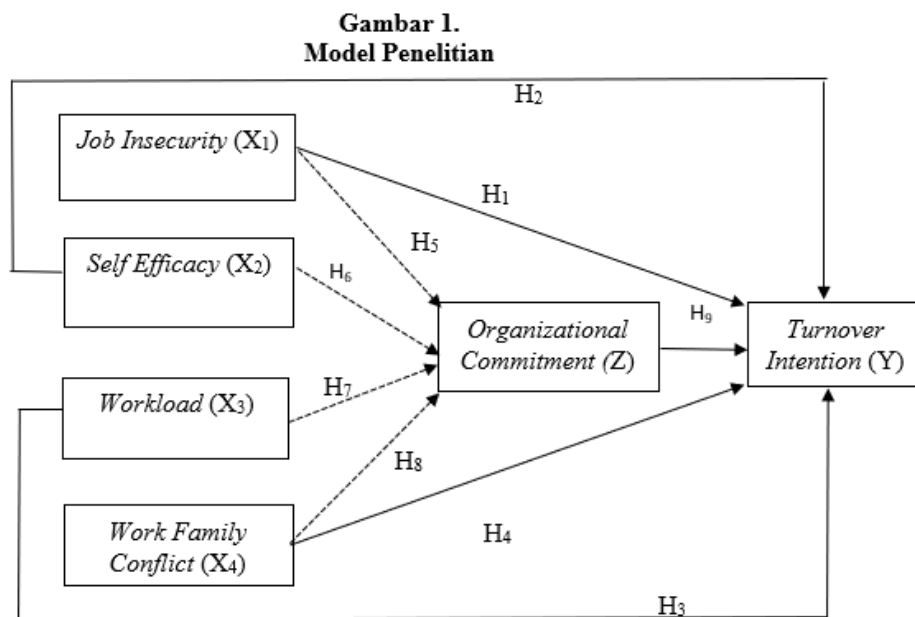 Gambar 1.
Model Penelitian
H2
Job Insecurity (X1)
H1
H5
Self Efficacy (X2)
H6
Organizational
Commitment (Z)
H9
Turnover
Intention (Y)
Workload (X3)
H7
H8
Work Family
Conflict (X4)
H4
H3